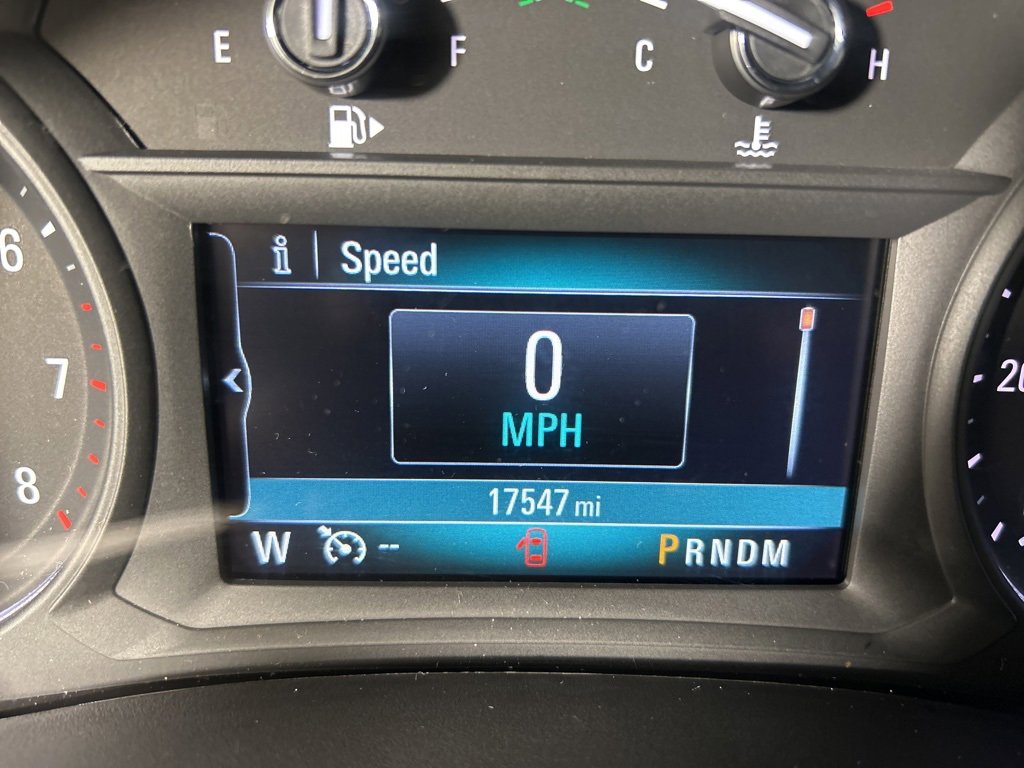 E F C H
6
7
8
i Speed
0
MPH
17547 mi
W -- PRNDM